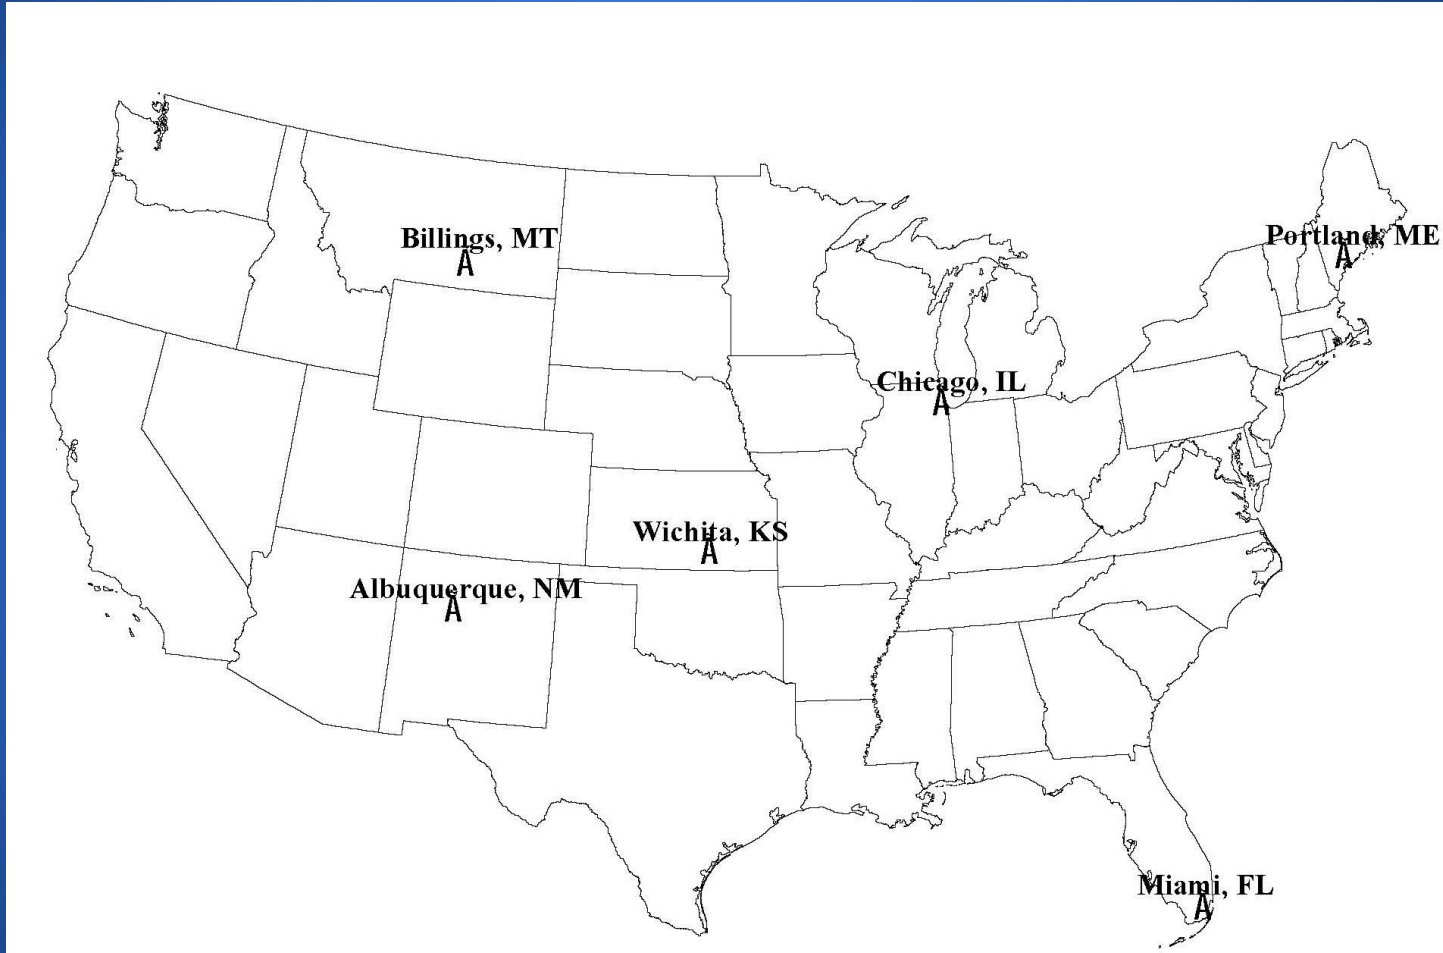 Billings, MT
A
Portland, ME
A
Chicago, IL
A
Wichita, KS
A
Albuquerque, NM
A
Miami, FL
A